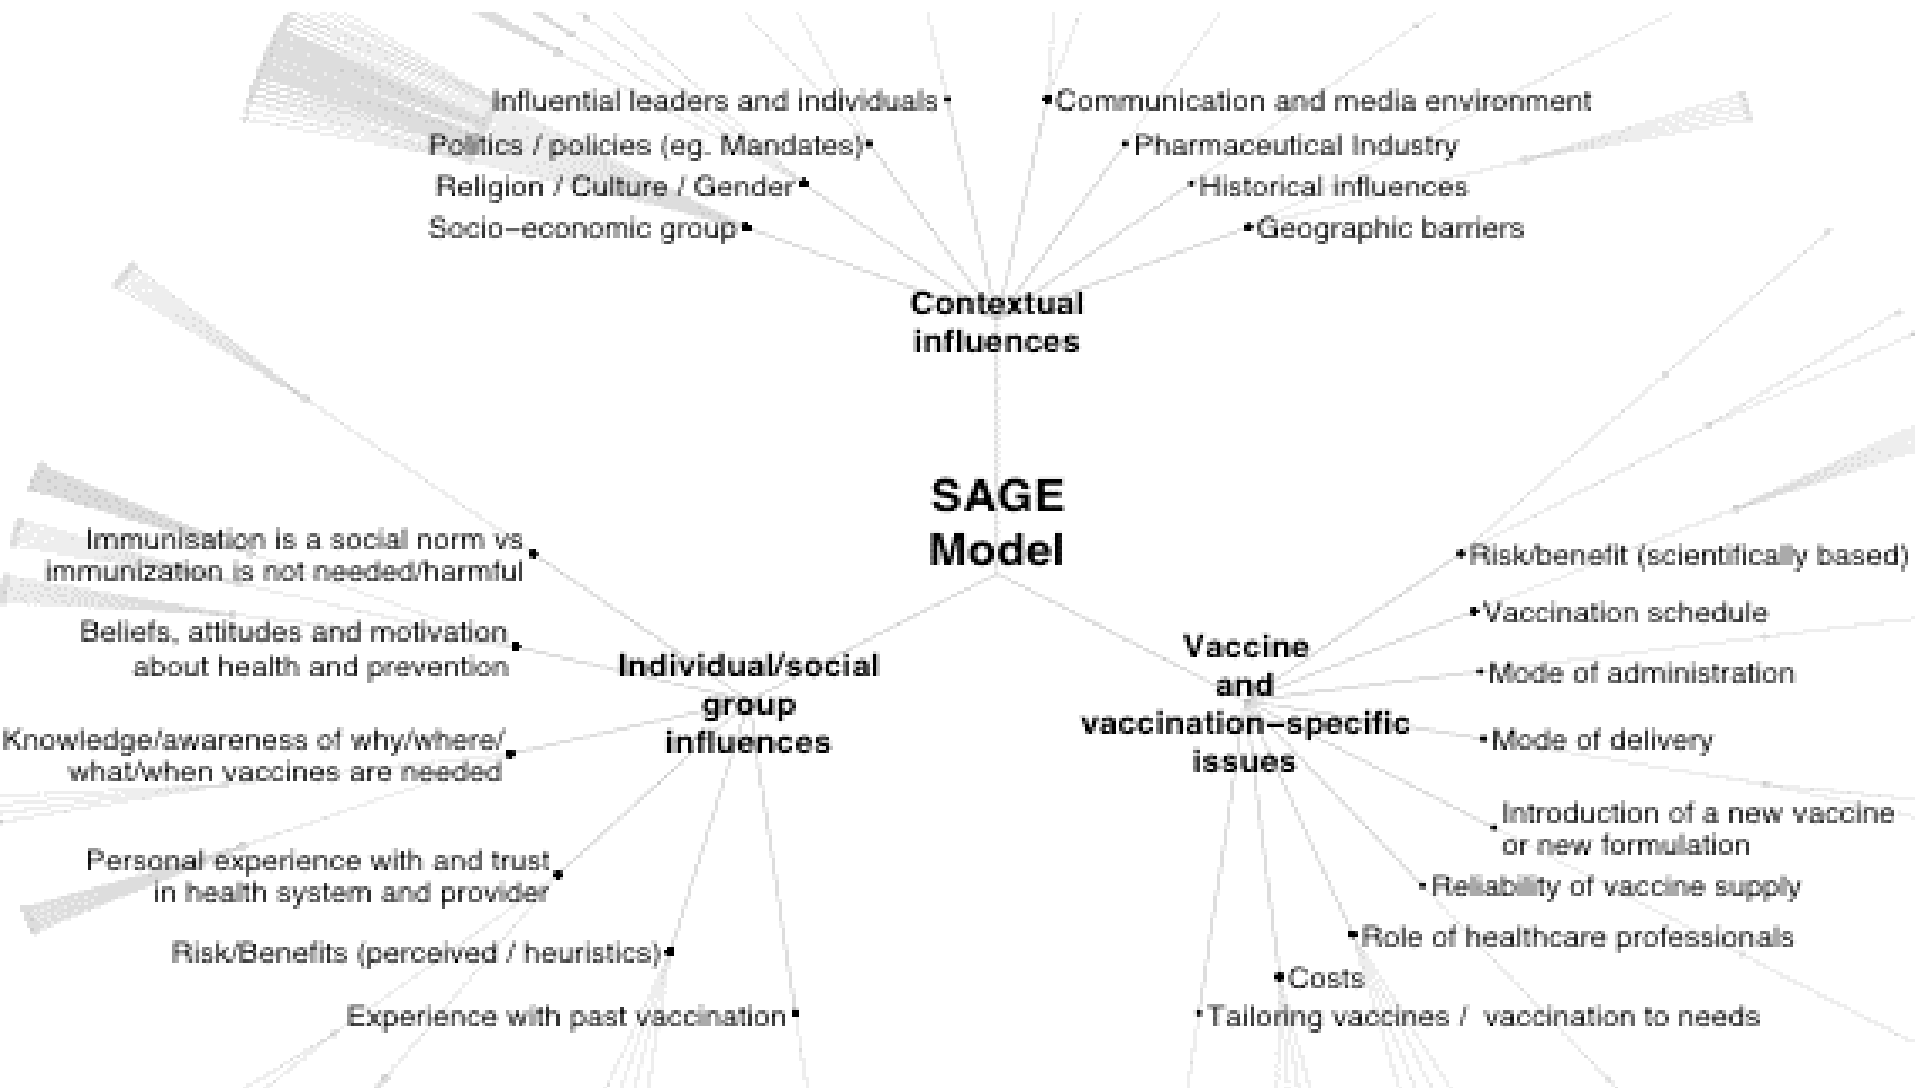 Influential leaders and individuals
Communication and media environment
Politics / policies (eg. Mandates)
Pharmaceutical Industry
Religion / Culture / Gender
Historical influences
Socio-economic group
Geographic barriers
Contextual
influences
SAGE
Model
Immunisation is a social norm vs
immunization is not needed/harmful
Beliefs, attitudes and motivation
about health and prevention
Individual/social
group
influences
Knowledge/awareness of why/where/
what/when vaccines are needed
Personal experience with and trust
in health system and provider
Risk/Benefits (perceived / heuristics)
Experience with past vaccination
Vaccine
and
vaccination-specific
issues
Risk/benefit (scientifically based)
Vaccination schedule
Mode of administration
Mode of delivery
Introduction of a new vaccine
or new formulation
Reliability of vaccine supply
Role of healthcare professionals
Costs
Tailoring vaccines / vaccination to needs